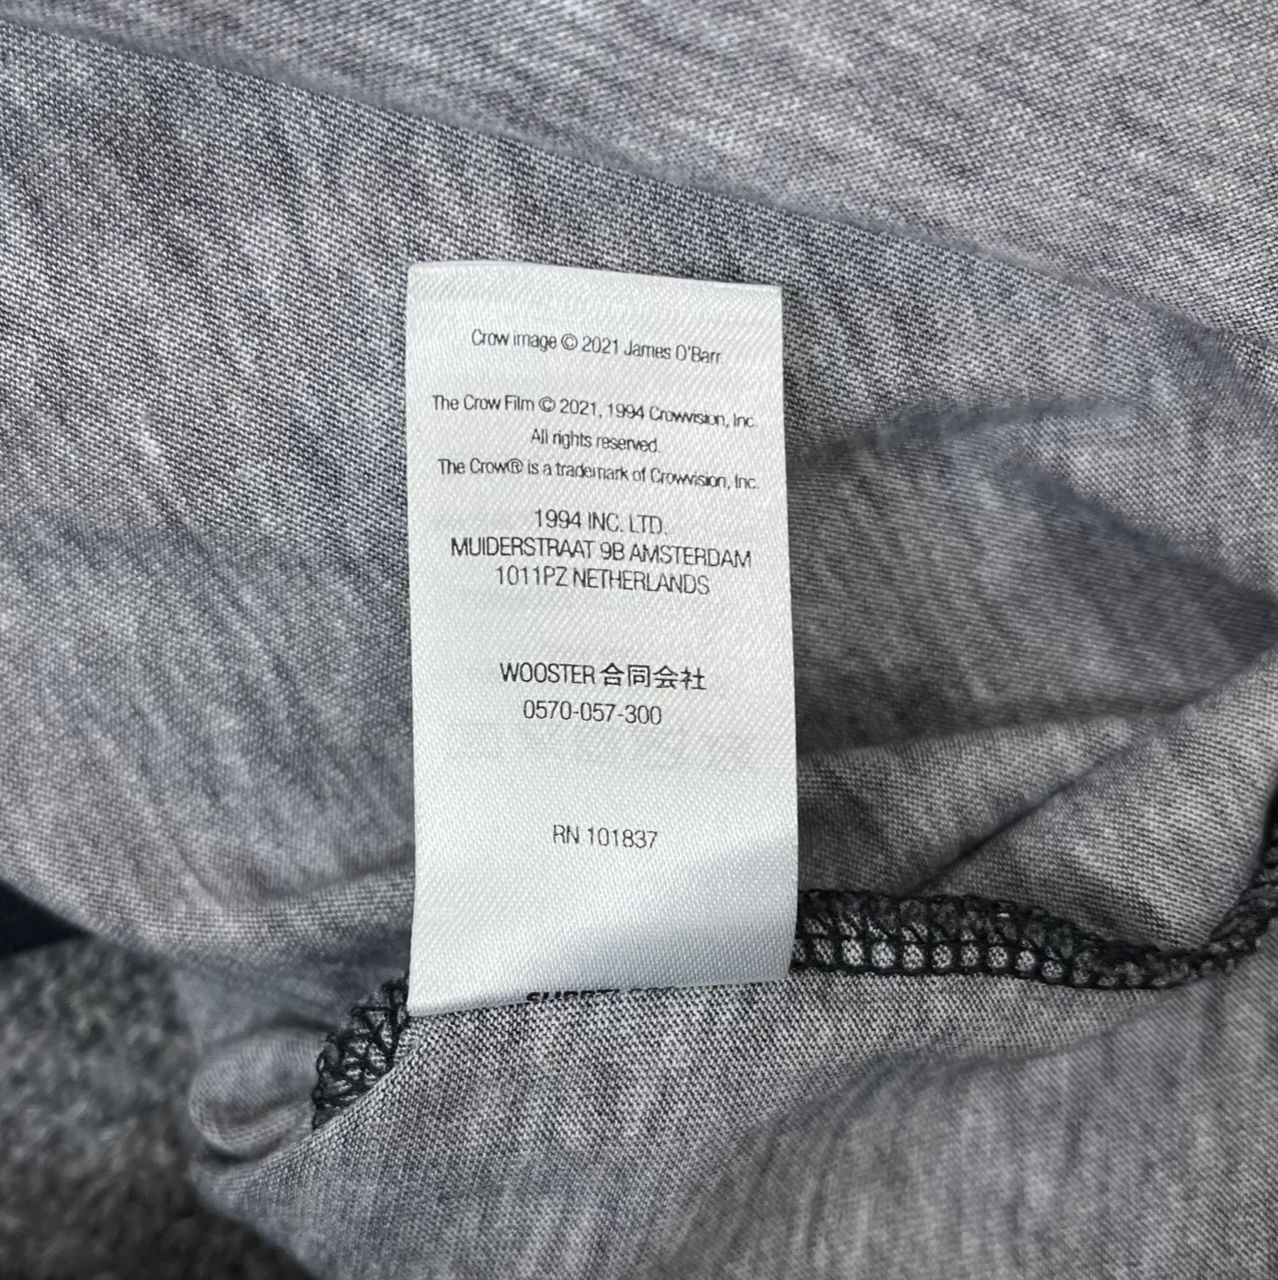 Crow image © 2021 James O'Barr
The Crow Film © 2021, 1994 Crowvision, Inc.
All rights reserved.
The Crow® is a trademark of Crowvision, Inc.
1994 INC. LTD.
MUIDERSTRAAT 9B AMSTERDAM
1011PZ NETHERLANDS
WOOSTER 合同会社
0570-057-300
RN 101837